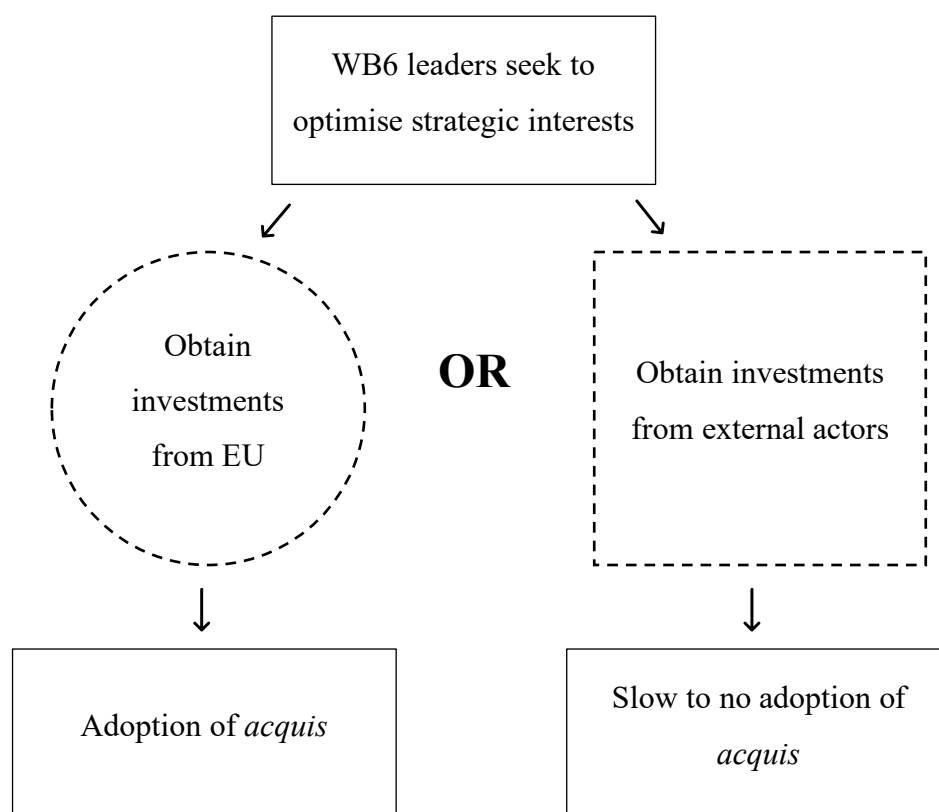 WB6 leaders seek to
optimise strategic interests
Obtain
investments
from EU
OR
Obtain investments
from external actors
Adoption of acquis
Slow to no adoption of
acquis